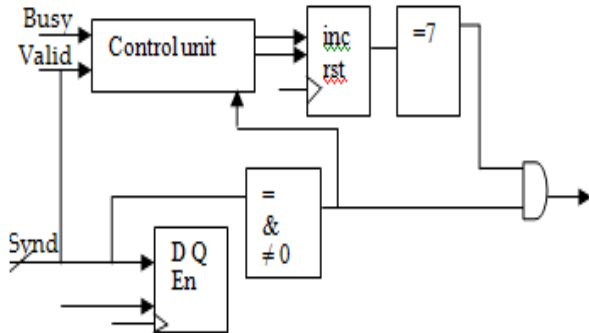 Busy
Valid
Control unit
inc
rst
=7
=
&
≠ 0
Synd
D Q
En